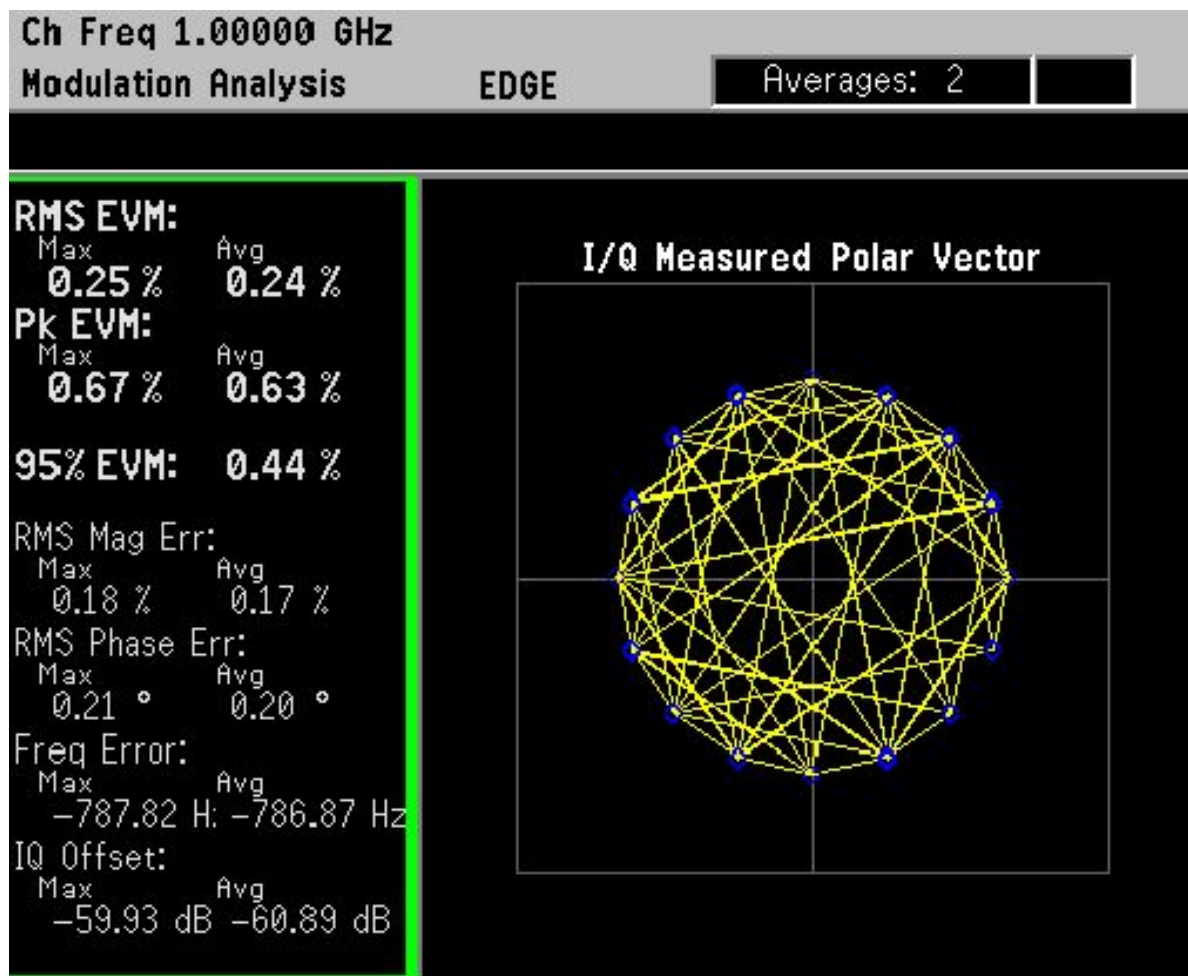 Ch Freq 1.00000 GHz
Modulation Analysis EDGE Averages: 2
RMS EVM:
Max Avg
0.25 % 0.24 %
Pk EVM:
Max Avg
0.67 % 0.63 %
95% EVM: 0.44 %
RMS Mag Err:
Max Avg
0.18 % 0.17 %
RMS Phase Err:
Max Avg
0.21 ° 0.20 °
Freq Error:
Max Avg
-787.82 H: -786.87 Hz
IQ Offset:
Max Avg
-59.93 dB -60.89 dB
I/Q Measured Polar Vector